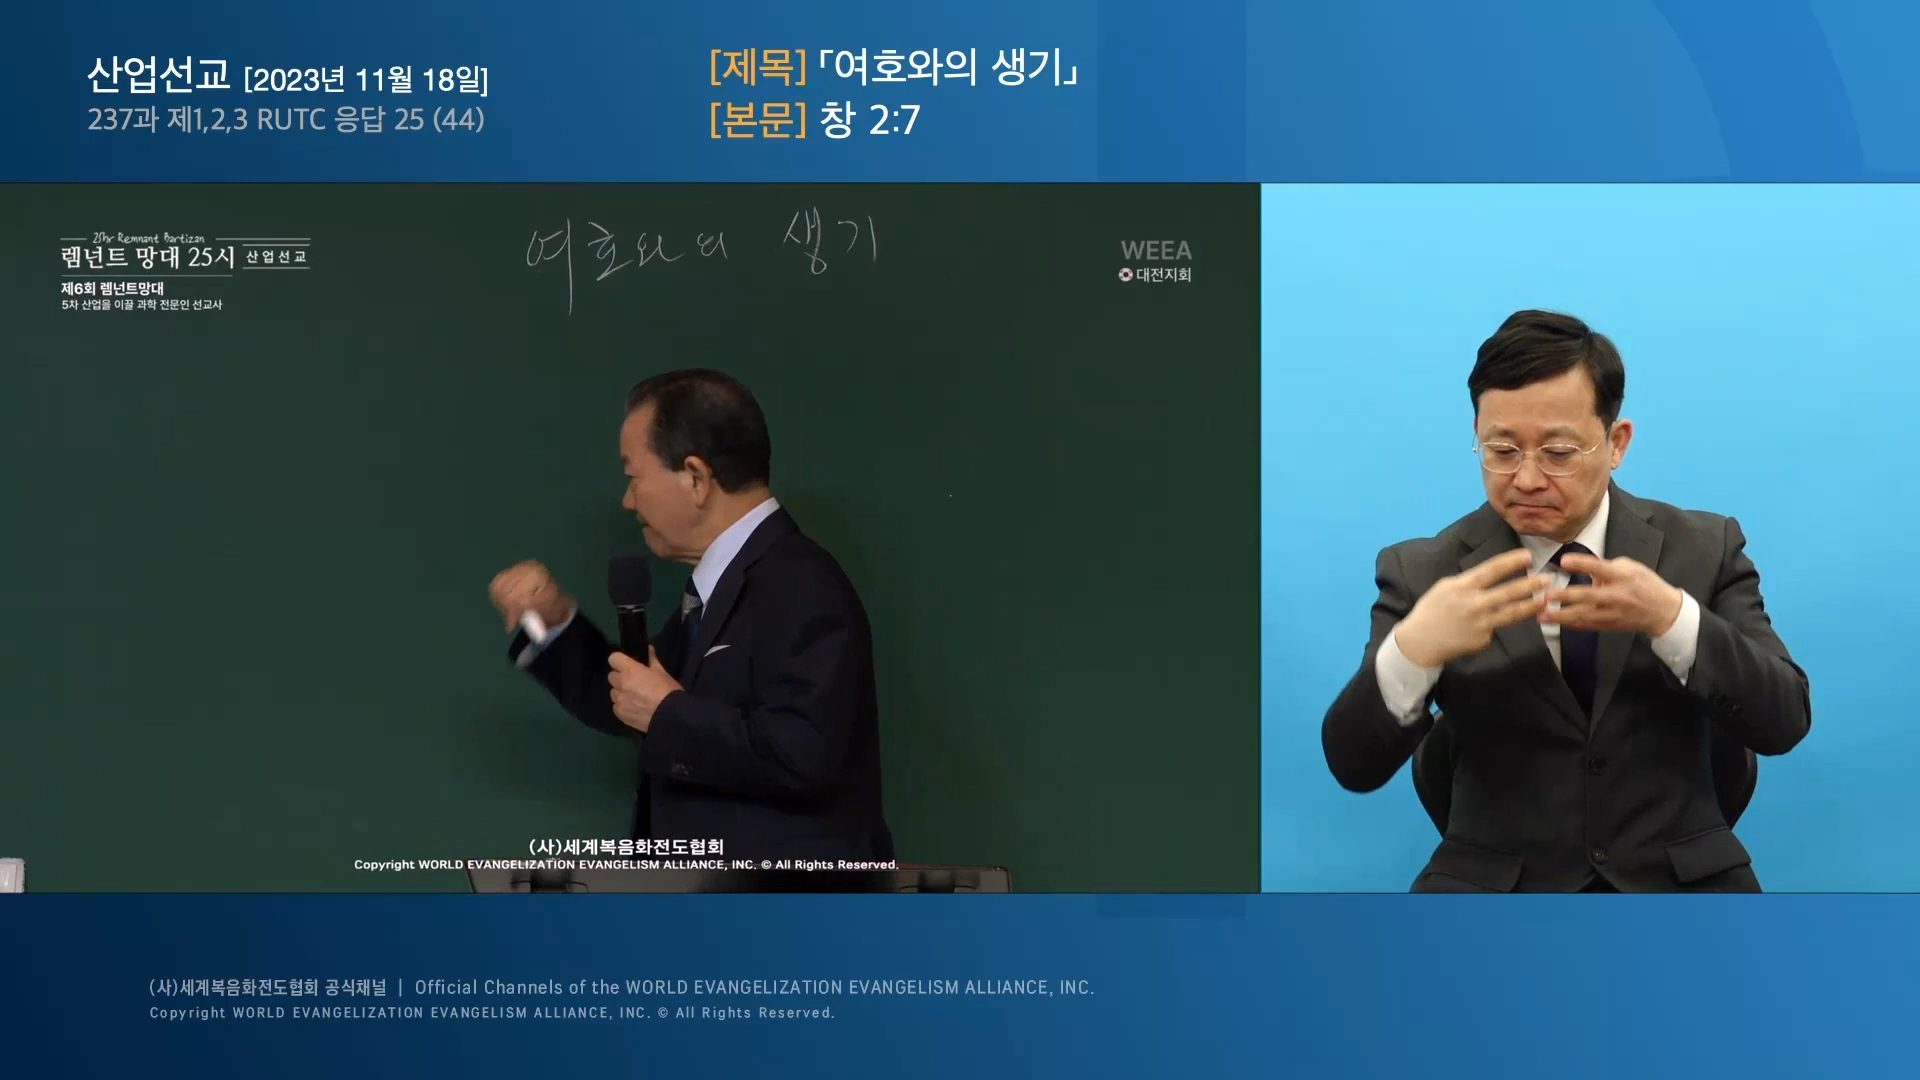 산업선교 [2023년 11월 18일]
237과 제1,2,3 RUTC 응답 25 (44)
[제목] 「여호와의 생기」
[본문] 창 2:7
25hr Remnant Partizan
렘넌트 망대 25시 산업선교
제6회 렘넌트망대
5차 산업을 이끌 과학 전문인 선교사
여호와의 생기
WEEA
대전지회
(사)세계복음화전도협회
Copyright WORLD EVANGELIZATION EVANGELISM ALLIANCE, INC. © All Rights Reserved.
(사)세계복음화전도협회 공식채널 | Official Channels of the WORLD EVANGELIZATION EVANGELISM ALLIANCE, INC.
Copyright WORLD EVANGELIZATION EVANGELISM ALLIANCE, INC. © All Rights Reserved.